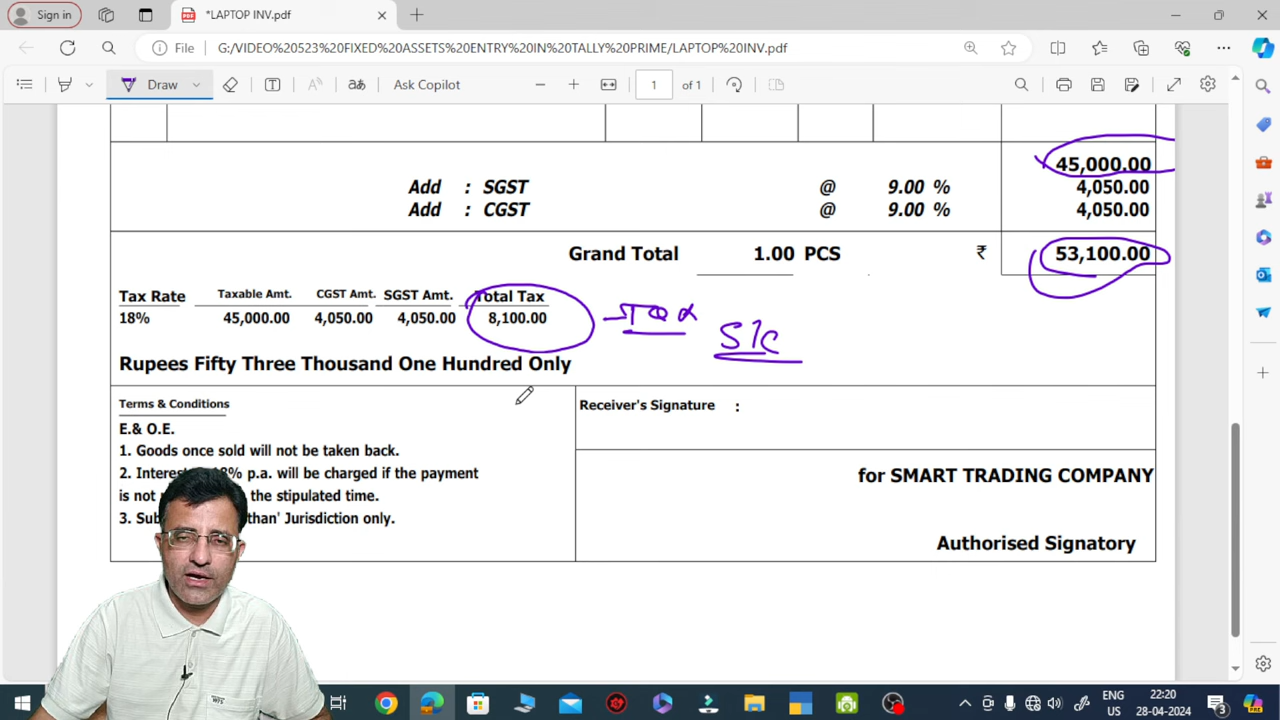 Sign in
*LAPTOP INV.pdf
File
G:/VIDEO%20523%20FIXED%20ASSETS%20ENTRY%20IN%20TALLY%20PRIME/LAPTOP%20INV.pdf
Draw
Ask Copilot
1
of 1
45,000.00
Add : SGST @ 9.00 % 4,050.00
Add : CGST @ 9.00 % 4,050.00
Grand Total 1.00 PCS ₹ 53,100.00
Tax Rate Taxable Amt. CGST Amt. SGST Amt. Total Tax
18% 45,000.00 4,050.00 4,050.00 8,100.00
Tax
S/C
Rupees Fifty Three Thousand One Hundred Only
Terms & Conditions
Receiver's Signature :
E.& O.E.
1. Goods once sold will not be taken back.
2. Interest 18% p.a. will be charged if the payment
is not the stipulated time.
for SMART TRADING COMPANY
3. Jurisdiction only.
Authorised Signatory
ENG
US
22:20
28-04-2024
3